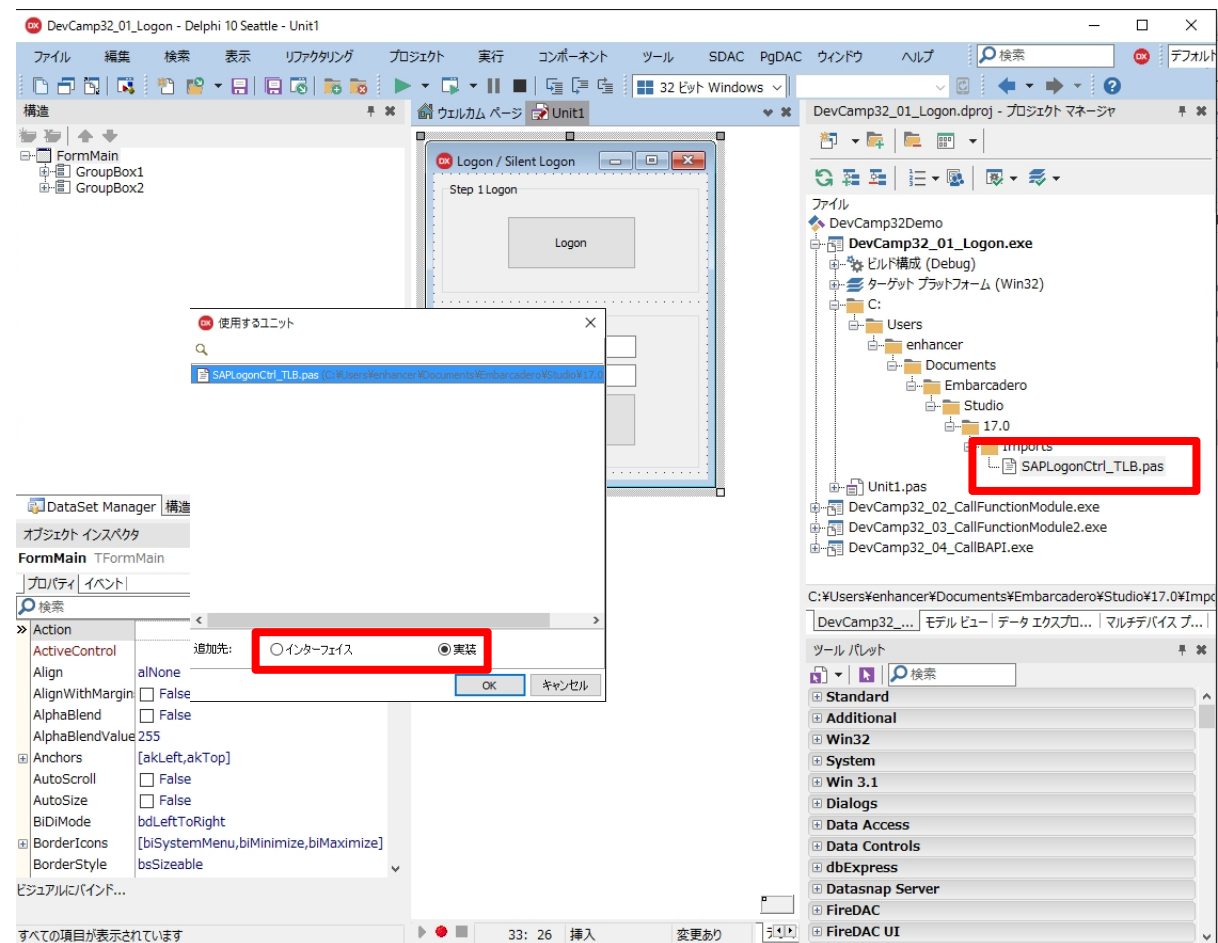 DevCamp32_01_Logon - Delphi 10 Seattle - Unit1
ファイル 編集 検索 表示 リファクタリング プロジェクト 実行 コンポーネント ツール SDAC PgDAC ウィンドウ ヘルプ 検索 デフォルト
32 ビット Windows
構造
FormMain
GroupBox1
GroupBox2
ウェルカム ページ Unit1
Logon / Silent Logon
Step 1 Logon
Logon
使用するユニット
SAPLogonCtrl_TLB.pas (C:¥Users¥enhancer¥Documents¥Embarcadero¥Studio¥17.0
追加先: インターフェイス 実装
OK キャンセル
DataSet Manager 構造
オブジェクト インスペクタ
FormMain TFormMain
プロパティ イベント
検索
Action
ActiveControl
Align alNone
AlignWithMargin False
AlphaBlend False
AlphaBlendValue 255
Anchors [akLeft,akTop]
AutoScroll False
AutoSize False
BiDiMode bdLeftToRight
BorderIcons [biSystemMenu,biMinimize,biMaximize]
BorderStyle bsSizeable
ビジュアルにバインド...
すべての項目が表示されています
33: 26 挿入 変更あり
DevCamp32_01_Logon.dproj - プロジェクト マネージャ
ファイル
DevCamp32Demo
DevCamp32_01_Logon.exe
ビルド構成 (Debug)
ターゲット プラットフォーム (Win32)
C:
Users
enhancer
Documents
Embarcadero
Studio
17.0
Imports
SAPLogonCtrl_TLB.pas
Unit1.pas
DevCamp32_02_CallFunctionModule.exe
DevCamp32_03_CallFunctionModule2.exe
DevCamp32_04_CallBAPI.exe
C:¥Users¥enhancer¥Documents¥Embarcadero¥Studio¥17.0¥Impo
DevCamp32_... モデル ビュー データ エクスプロ... マルチデバイス プ...
ツール パレット
検索
Standard
Additional
Win32
System
Win 3.1
Dialogs
Data Access
Data Controls
dbExpress
Datasnap Server
FireDAC
FireDAC UI